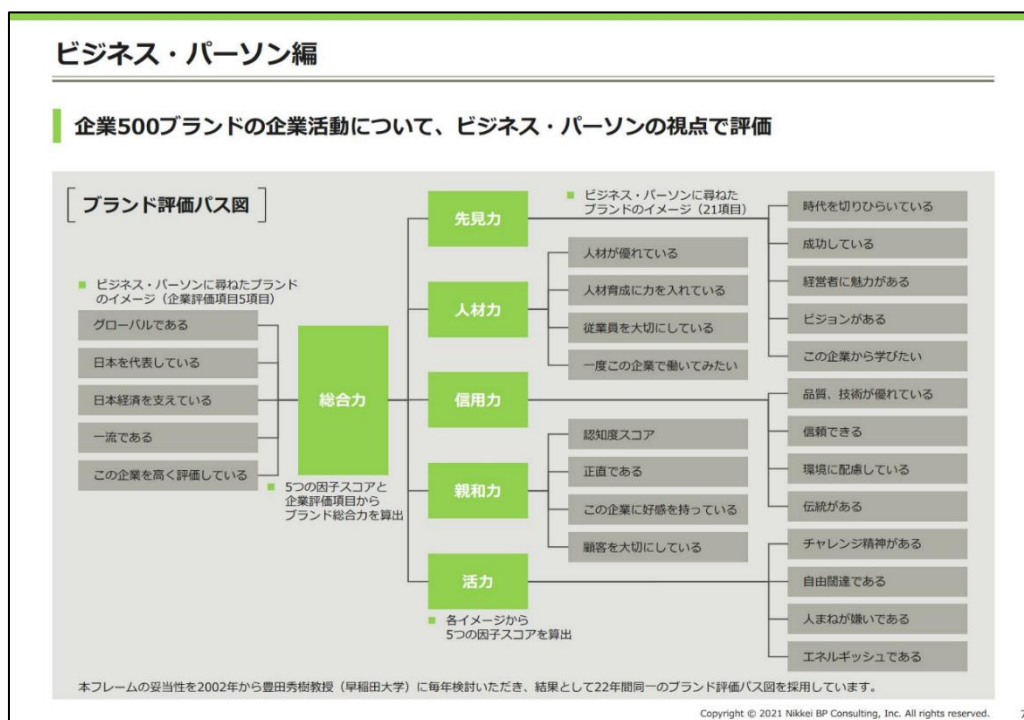 ビジネス・パーソン編
企業500ブランドの企業活動について、ビジネス・パーソンの視点で評価
ブランド評価パス図
ビジネス・パーソンに尋ねたブランド
のイメージ（企業評価項目5項目）
グローバルである
日本を代表している
日本経済を支えている
一流である
この企業を高く評価している
総合力
5つの因子スコアと
企業評価項目から
ブランド総合力を算出
先見力
人材力
信用力
親和力
活力
各イメージから
5つの因子スコアを算出
ビジネス・パーソンに尋ねた
ブランドのイメージ（21項目）
人材が優れている
人材育成に力を入れている
従業員を大切にしている
一度この企業で働いてみたい
認知度スコア
正直である
この企業に好感を持っている
顧客を大切にしている
時代を切りひらいている
成功している
経営者に魅力がある
ビジョンがある
この企業から学びたい
品質、技術が優れている
信頼できる
環境に配慮している
伝統がある
チャレンジ精神がある
自由闊達である
人まねが嫌いである
エネルギッシュである
本フレームの妥当性を2002年から豊田秀樹教授（早稲田大学）に毎年検討いただき、結果として22年間同一のブランド評価パス図を採用しています。
Copyright © 2021 Nikkei BP Consulting, Inc. All rights reserved.